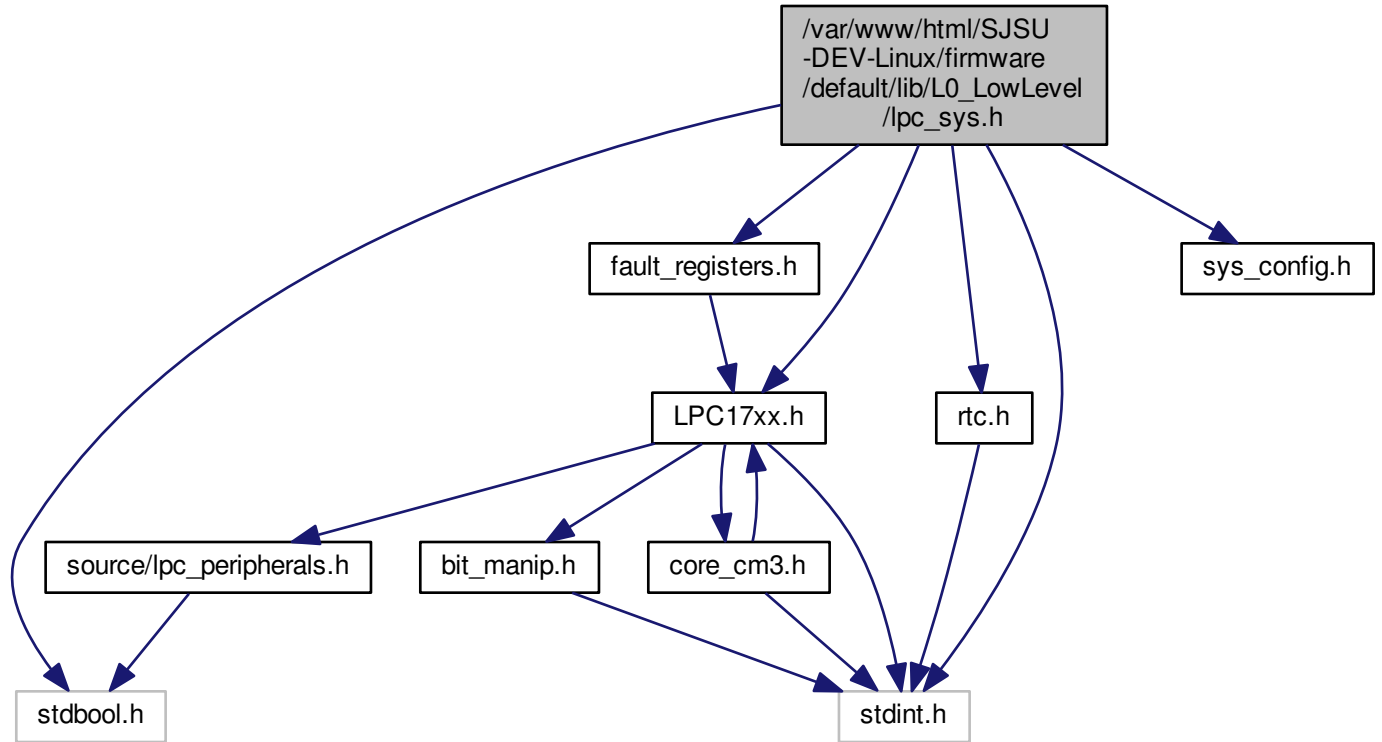 /var/www/html/SJSU
-DEV-Linux/firmware
/default/lib/L0_LowLevel
/lpc_sys.h
fault_registers.h
sys_config.h
LPC17xx.h
rtc.h
source/lpc_peripherals.h
bit_manip.h
core_cm3.h
stdbool.h
stdint.h